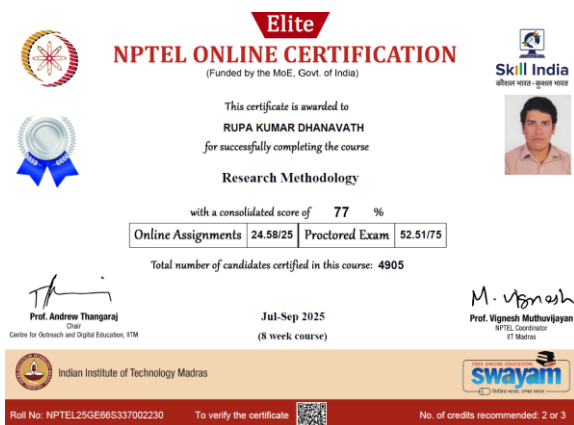 Elite
NPTEL ONLINE CERTIFICATION
(Funded by the MoE, Govt. of India)
Skill India
कौशल भारत - कुशल भारत
This certificate is awarded to
RUPA KUMAR DHANAVATH
for successfully completing the course
Research Methodology
with a consolidated score of 77 %
Online Assignments 24.58/25 Proctored Exam 52.51/75
Total number of candidates certified in this course: 4905
Prof. Andrew Thangaraj
Chair
Centre for Outreach and Digital Education, IITM
Jul-Sep 2025
(8 week course)
M. Vignesh
Prof. Vignesh Muthuvijayan
NPTEL Coordinator
IIT Madras
Indian Institute of Technology Madras
FREE ONLINE EDUCATION
swayam
शिक्षित भारत, उन्नत भारत
Roll No: NPTEL25GE66S337002230
To verify the certificate
No. of credits recommended: 2 or 3